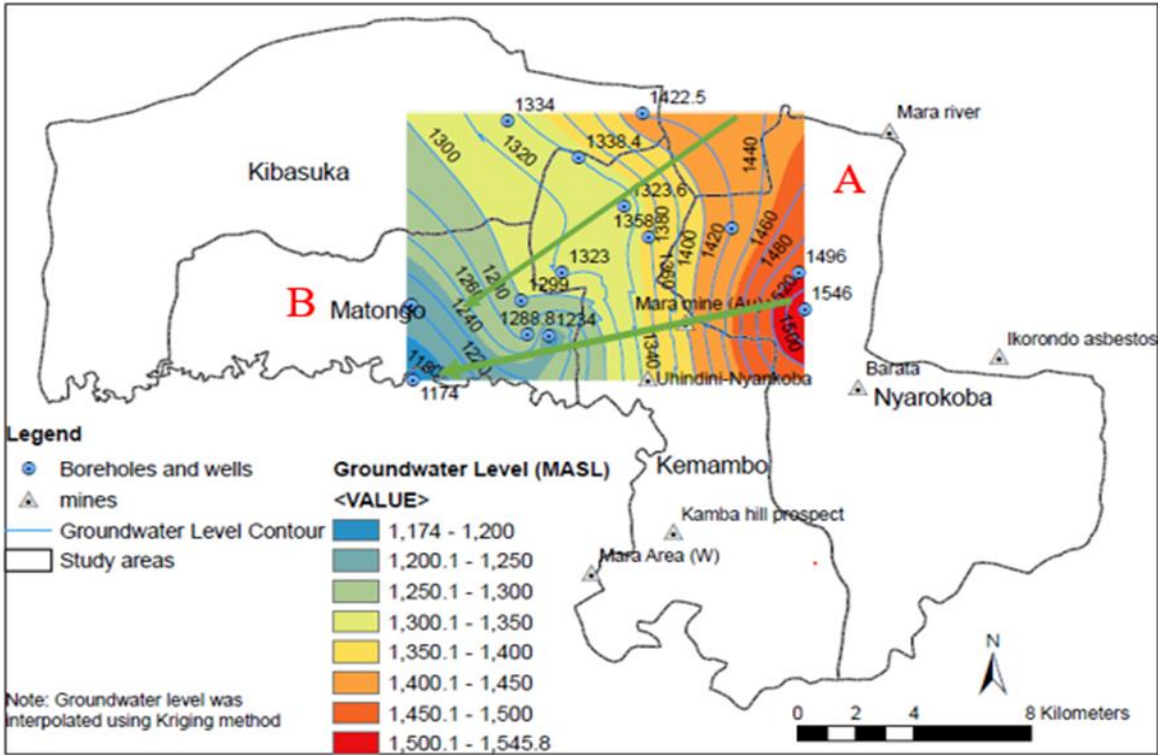 1334
1422.5
Mara river
1300
1320
1338.4
1440
Kibasuka
A
1323.6
1358
1380
1400
1420
1460
1480
1323
1496
1299
1546
B
Matongo
1240
Mara mine (Au)
1288.8
1234
1500
1340
Ikorondo asbestos
1180
Uhindini-Nyankoba
Barata
1174
Nyarokoba
Legend
Boreholes and wells
mines
Groundwater Level Contour
Study areas
Groundwater Level (MASL)
<VALUE>
1,174 - 1,200
1,200.1 - 1,250
1,250.1 - 1,300
1,300.1 - 1,350
1,350.1 - 1,400
1,400.1 - 1,450
1,450.1 - 1,500
1,500.1 - 1,545.8
Kemambo
Kamba hill prospect
Mara Area (W)
Note: Groundwater level was
interpolated using Kriging method
N
0 2 4 8 Kilometers